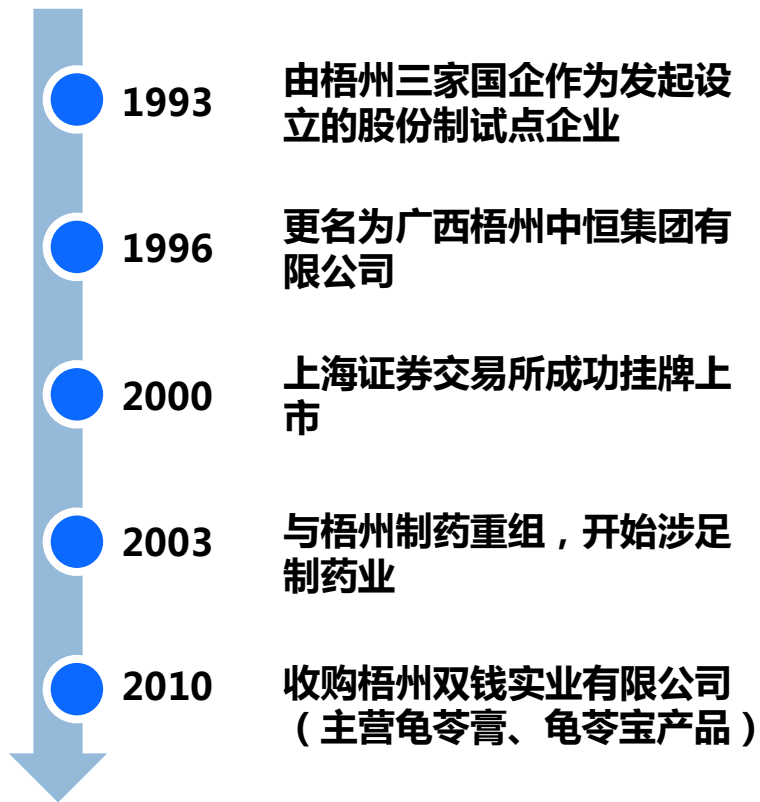 1993
由梧州三家国企作为发起设
立的股份制试点企业
1996
更名为广西梧州中恒集团有
限公司
2000
上海证券交易所成功挂牌上
市
2003
与梧州制药重组，开始涉足
制药业
2010
收购梧州双钱实业有限公司
（主营龟苓膏、龟苓宝产品）